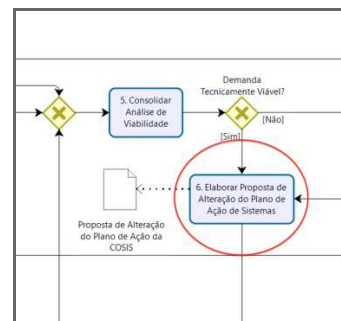 Demanda
Tecnicamente Viável?
5. Consolidar
Análise de
Viabilidade
[Não]
[Sim]
6. Elaborar Proposta de
Alteração do Plano de
Ação de Sistemas
Proposta de Alteração
do Plano de Ação da
COSIS